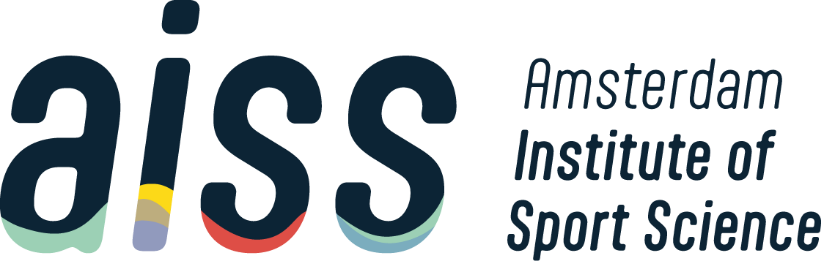 aiss
Amsterdam
Institute of
Sport Science